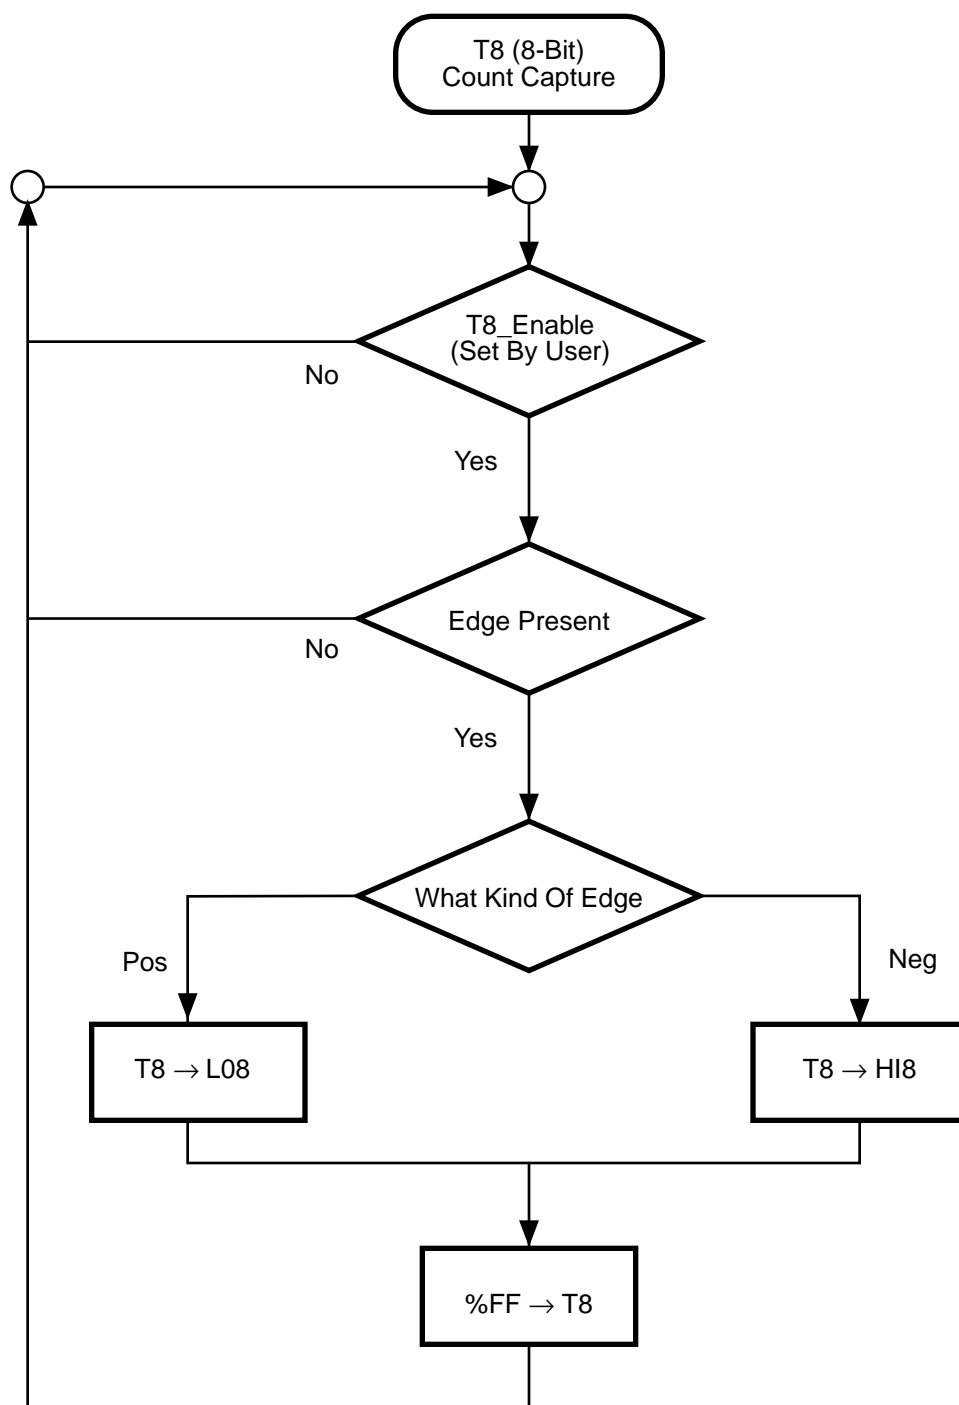 T8 (8-Bit)
Count Capture
T8_Enable
(Set By User)
No
Yes
Edge Present
No
Yes
What Kind Of Edge
Pos
Neg
T8 → L08
T8 → HI8
%FF → T8